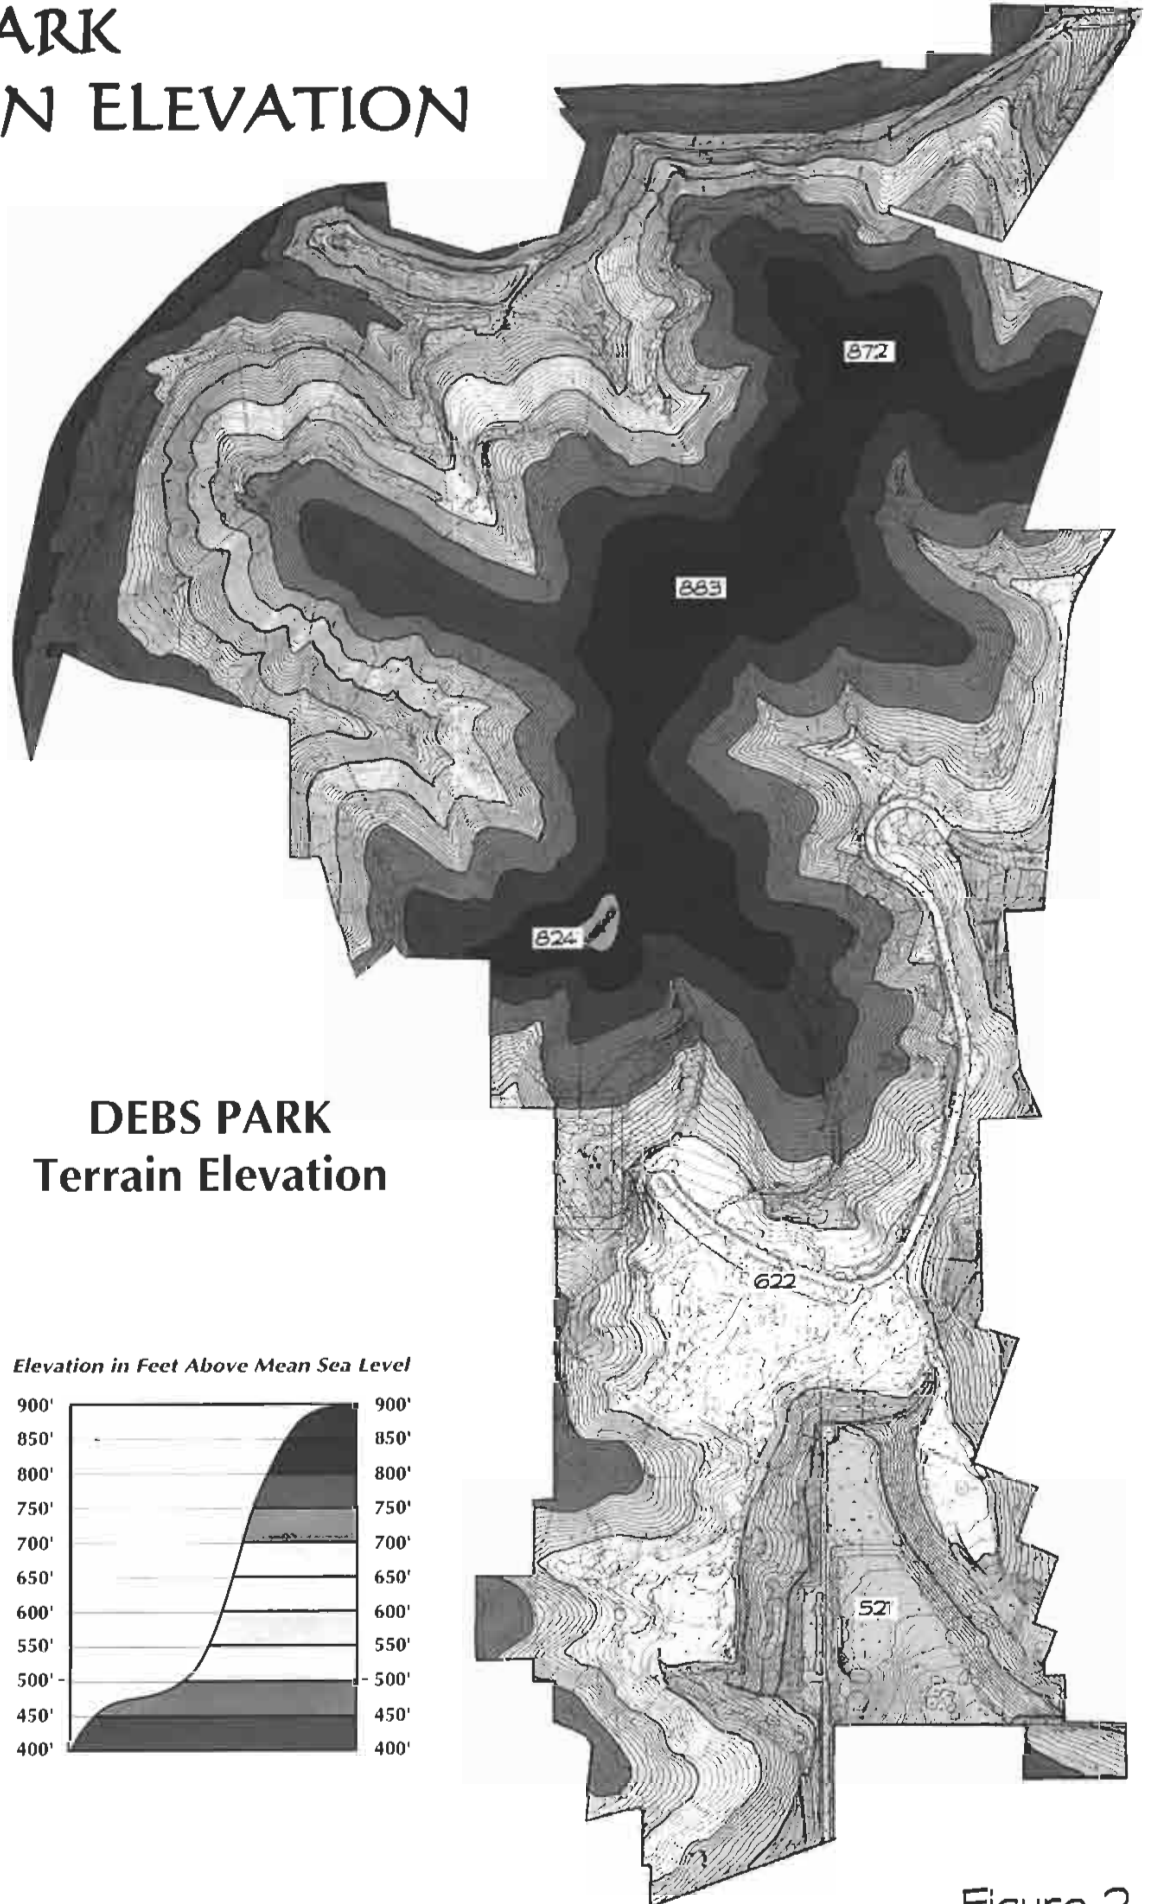 ARK
N ELEVATION
872
883
824
DEBS PARK
Terrain Elevation
622
Elevation in Feet Above Mean Sea Level
900' 900'
850' 850'
800' 800'
750' 750'
700' 700'
650' 650'
600' 600'
550' 550'
500' 500'
450' 450'
400' 400'
521
Figure 2